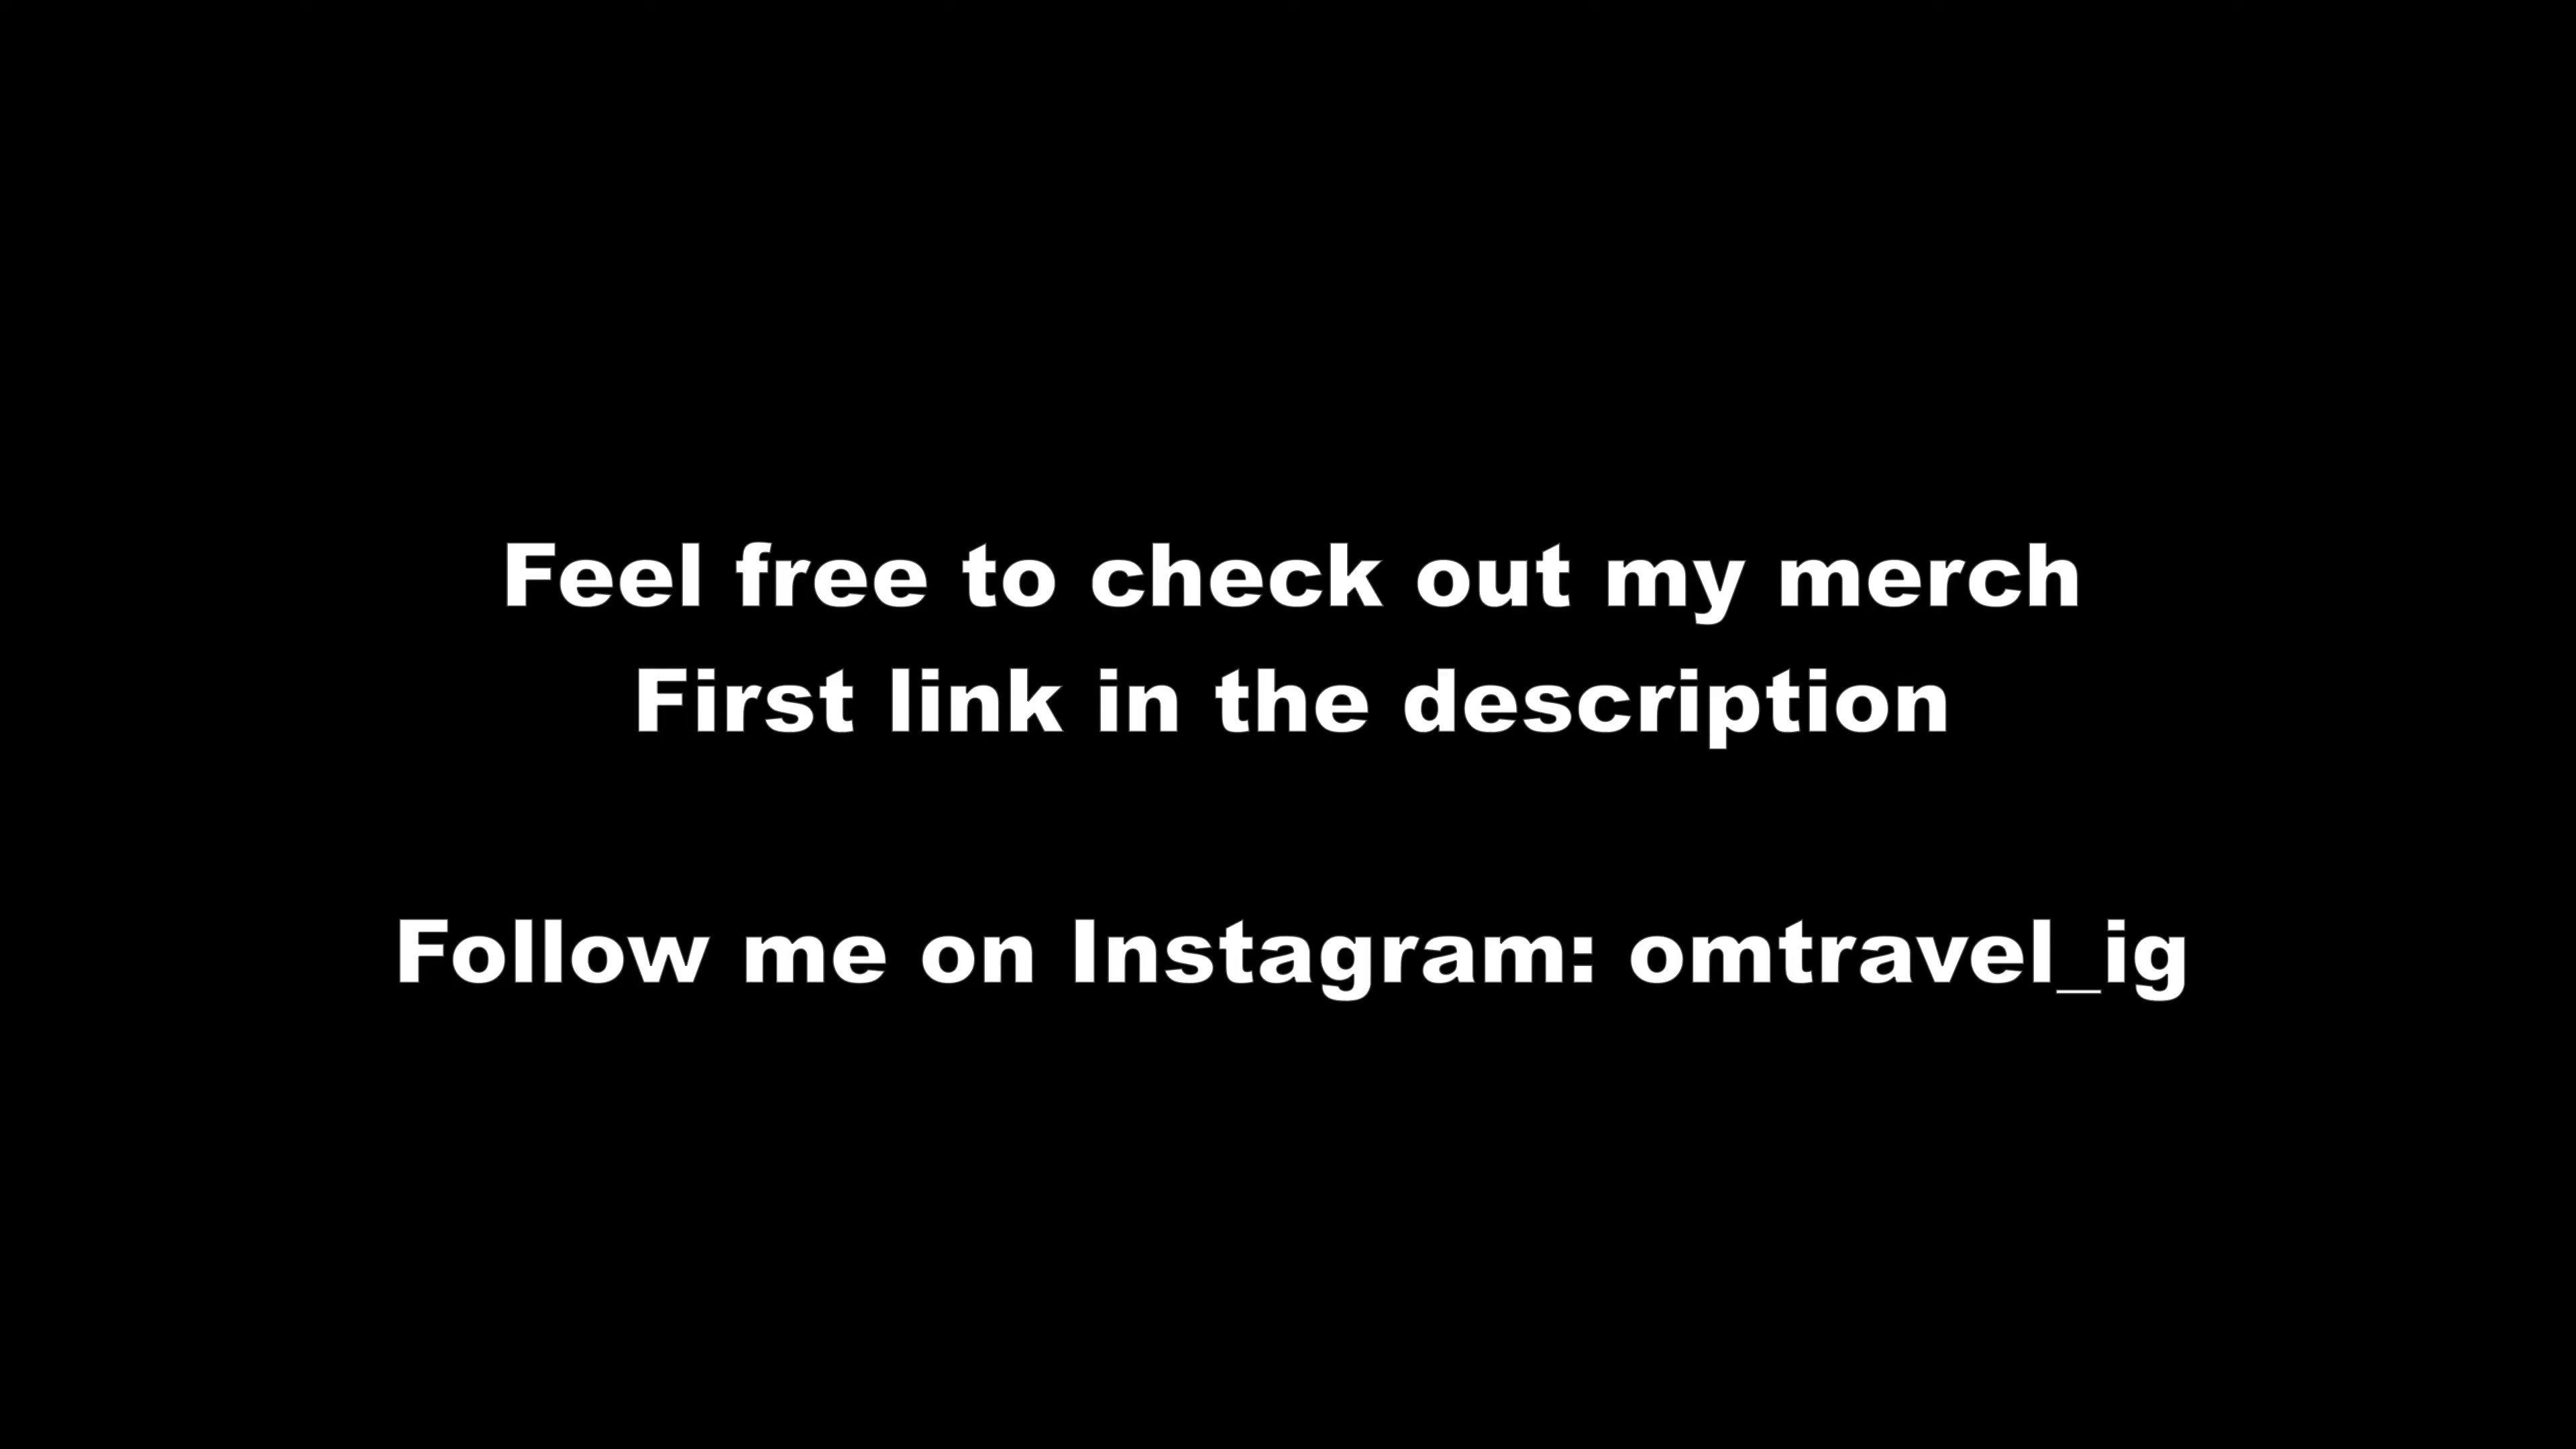 Feel free to check out my merch
First link in the description
Follow me on Instagram: omtravel_ig